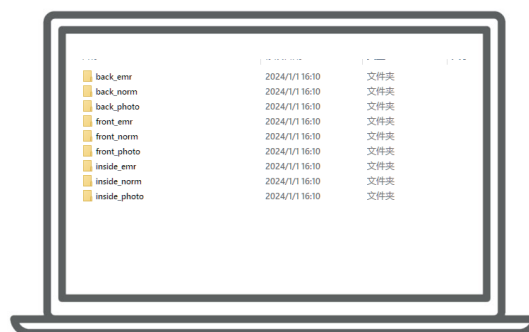 back_emr 2024/1/1 16:10 文件夹
back_norm 2024/1/1 16:10 文件夹
back_photo 2024/1/1 16:10 文件夹
front_emr 2024/1/1 16:10 文件夹
front_norm 2024/1/1 16:10 文件夹
front_photo 2024/1/1 16:10 文件夹
inside_emr 2024/1/1 16:10 文件夹
inside_norm 2024/1/1 16:10 文件夹
inside_photo 2024/1/1 16:10 文件夹